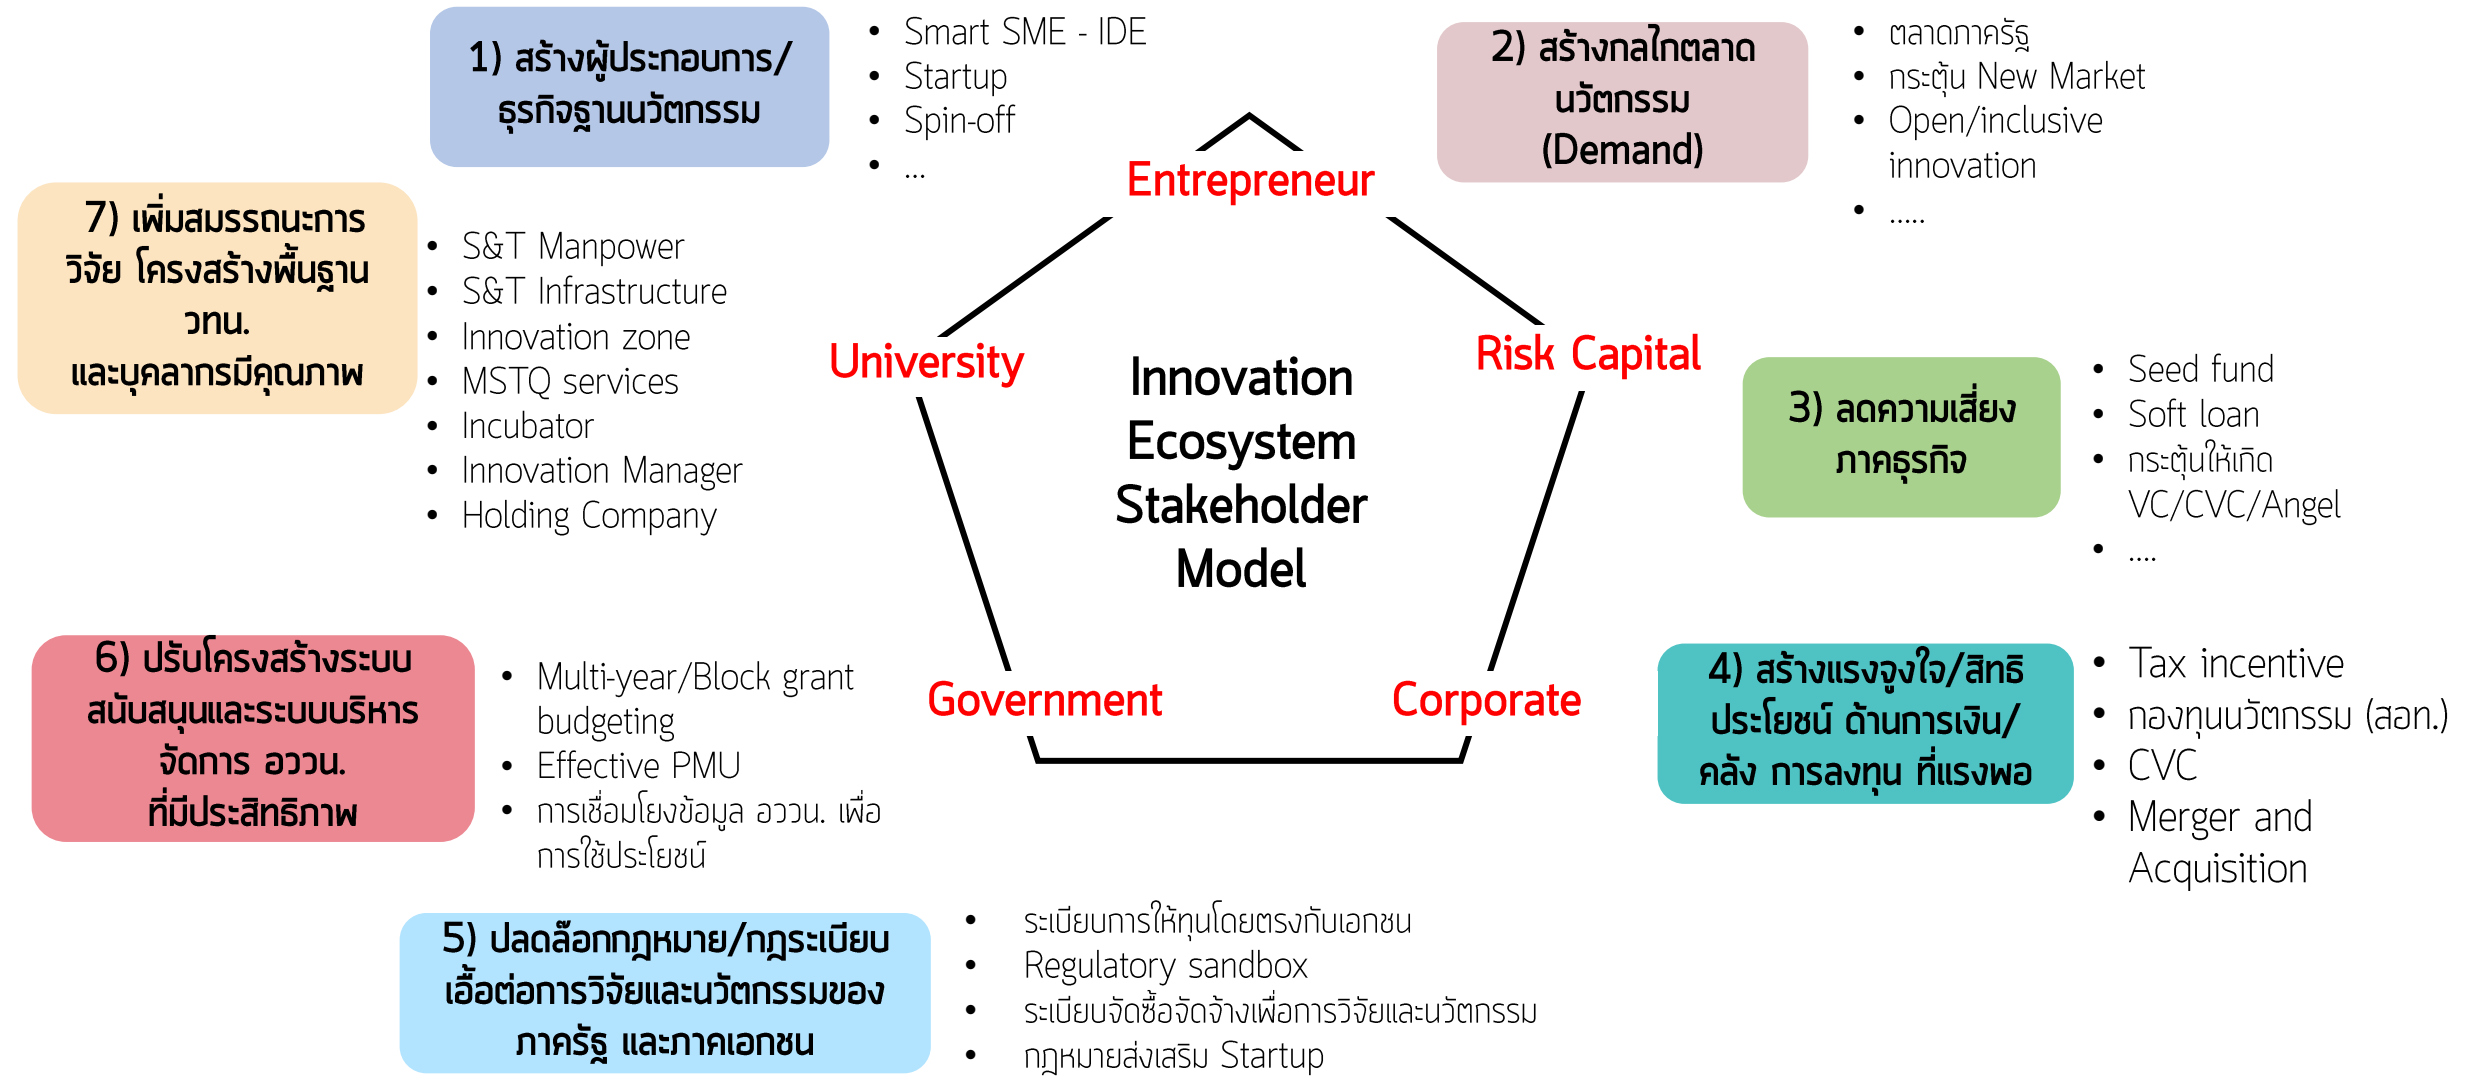 1) สร้างผู้ประกอบการ/
ธุรกิจฐานนวัตกรรม
• Smart SME - IDE
• Startup
• Spin-off
• ...
2) สร้างกลไกตลาด
นวัตกรรม
(Demand)
• ตลาดภาครัฐ
• กระตุ้น New Market
• Open/inclusive
innovation
• .....
7) เพิ่มสมรรถนะการ
วิจัย โครงสร้างพื้นฐาน
วทน.
และบุคลากรมีคุณภาพ
• S&T Manpower
• S&T Infrastructure
• Innovation zone
• MSTQ services
• Incubator
• Innovation Manager
• Holding Company
Entrepreneur
University
Risk Capital
Innovation
Ecosystem
Stakeholder
Model
Government
Corporate
3) ลดความเสี่ยง
ภาคธุรกิจ
• Seed fund
• Soft loan
• กระตุ้นให้เกิด
VC/CVC/Angel
• ....
6) ปรับโครงสร้างระบบ
สนับสนุนและระบบบริหาร
จัดการ อววน.
ที่มีประสิทธิภาพ
• Multi-year/Block grant
budgeting
• Effective PMU
• การเชื่อมโยงข้อมูล อววน. เพื่อ
การใช้ประโยชน์
4) สร้างแรงจูงใจ/สิทธิ
ประโยชน์ ด้านการเงิน/
คลัง การลงทุน ที่แรงพอ
• Tax incentive
• กองทุนนวัตกรรม (สอท.)
• CVC
• Merger and
Acquisition
5) ปลดล๊อกกฎหมาย/กฎระเบียบ
เอื้อต่อการวิจัยและนวัตกรรมของ
ภาครัฐ และภาคเอกชน
• ระเบียบการให้ทุนโดยตรงกับเอกชน
• Regulatory sandbox
• ระเบียบจัดซื้อจัดจ้างเพื่อการวิจัยและนวัตกรรม
• กฎหมายส่งเสริม Startup